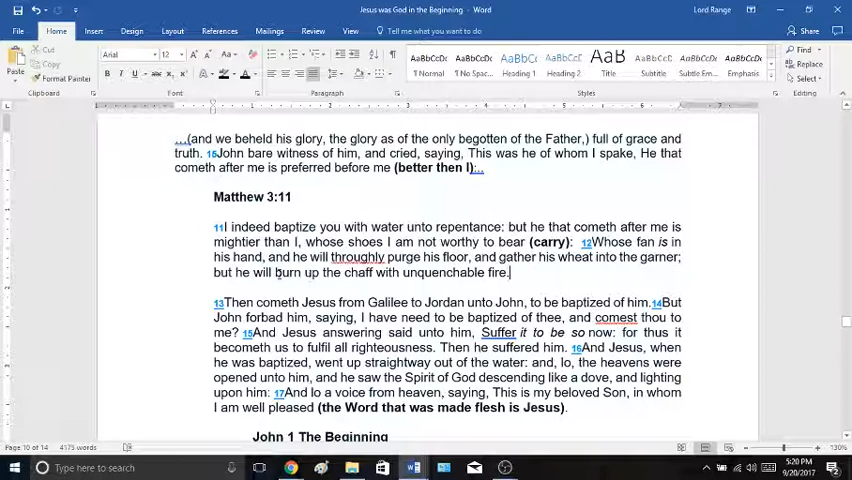 Jesus was God in the Beginning - Word
Lord Range
File Home Insert Design Layout References Mailings Review View Tell me what you want to do... Share
Cut
Copy
Format Painter
Paste
Clipboard
Arial 12
Font
Paragraph
AaBbCcDc AaBbCcDc AaBbCc AaBbCcC AaBb AaBbCcC AaBbCcDc AaBbCcDc
¶ Normal ¶ No Spac... Heading 1 Heading 2 Title Subtitle Subtle Em... Emphasis
Styles
Find
Replace
Select
Editing
...(and we beheld his glory, the glory as of the only begotten of the Father,) full of grace and
truth. 15John bare witness of him, and cried, saying, This was he of whom I spake, He that
cometh after me is preferred before me (better then I):...
Matthew 3:11
11I indeed baptize you with water unto repentance: but he that cometh after me is
mightier than I, whose shoes I am not worthy to bear (carry): 12Whose fan is in
his hand, and he will throughly purge his floor, and gather his wheat into the garner;
but he will burn up the chaff with unquenchable fire.
13Then cometh Jesus from Galilee to Jordan unto John, to be baptized of him.14But
John forbad him, saying, I have need to be baptized of thee, and comest thou to
me? 15And Jesus answering said unto him, Suffer it to be so now: for thus it
becometh us to fulfil all righteousness. Then he suffered him. 16And Jesus, when
he was baptized, went up straightway out of the water: and, lo, the heavens were
opened unto him, and he saw the Spirit of God descending like a dove, and lighting
upon him: 17And lo a voice from heaven, saying, This is my beloved Son, in whom
I am well pleased (the Word that was made flesh is Jesus).
John 1 The Beginning
Page 10 of 14 4175 words
130%
Type here to search
5:20 PM
9/20/2017